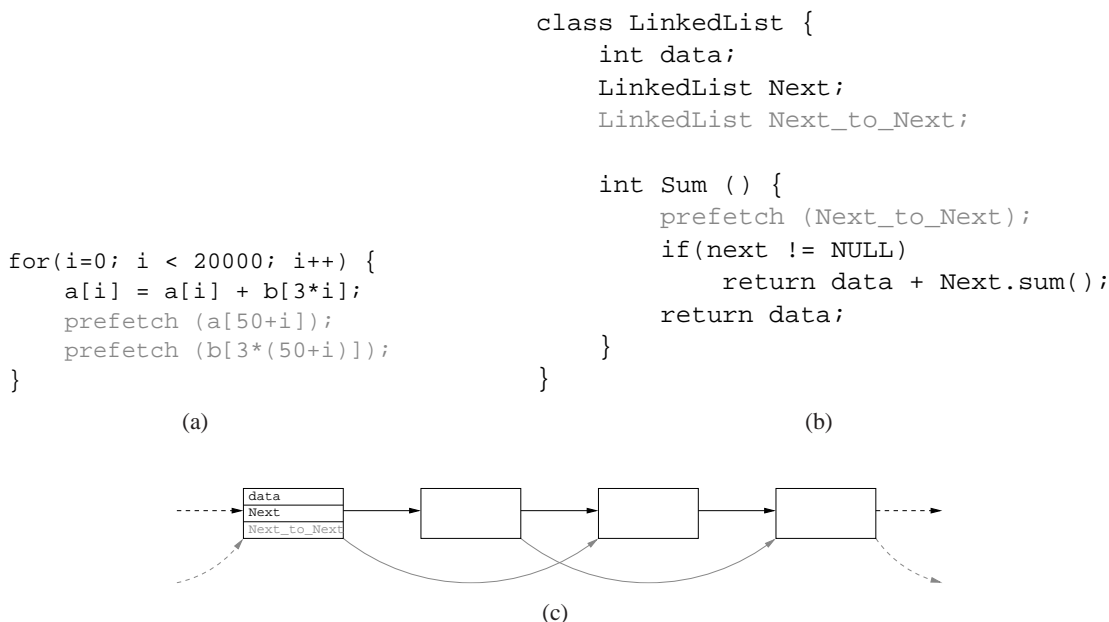 for(i=0; i < 20000; i++) {
a[i] = a[i] + b[3*i];
prefetch (a[50+i]);
prefetch (b[3*(50+i)]);
}
(a)
class LinkedList {
int data;
LinkedList Next;
LinkedList Next_to_Next;
int Sum () {
prefetch (Next_to_Next);
if(next != NULL)
return data + Next.sum();
return data;
}
}
(b)
data
Next
Next_to_Next
(c)